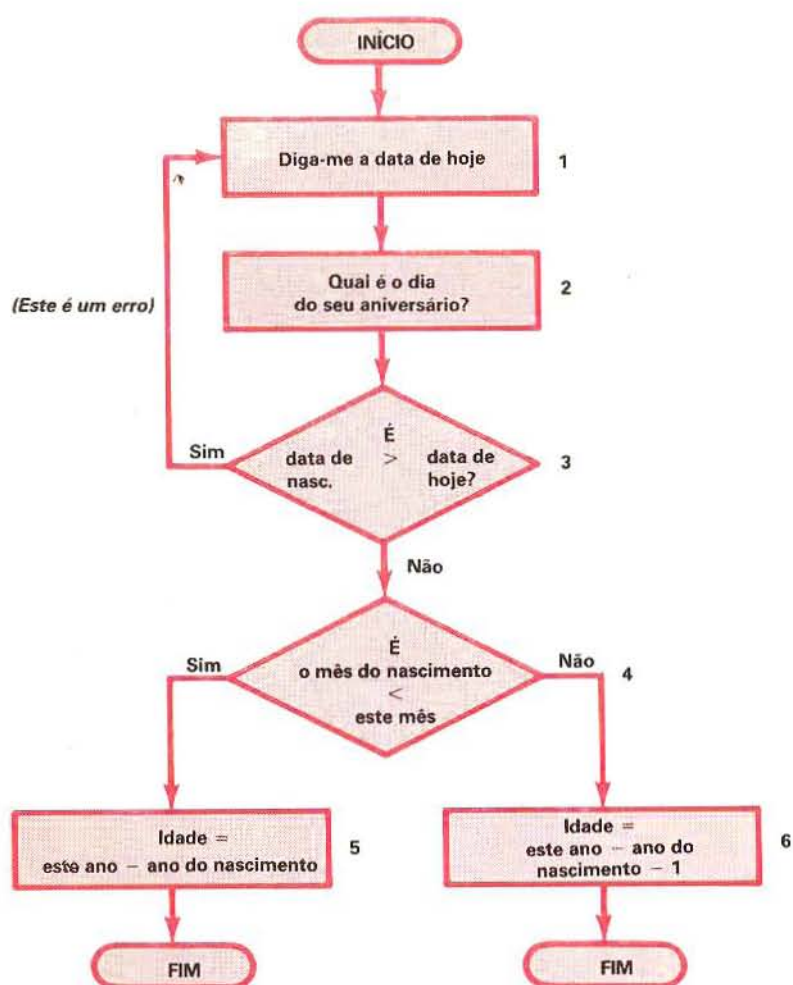 INÍCIO
Diga-me a data de hoje
1
Quai é o dia
do seu aniversário?
2
(Este é um erro)
Sim
É
data de > data de
nasc. hoje?
3
Não
Sim
É
o mês do nascimento
<
este mês
Não
4
Idade =
este ano – ano do nascimento
5
Idade =
este ano – ano do
nascimento – 1
6
FIM
FIM